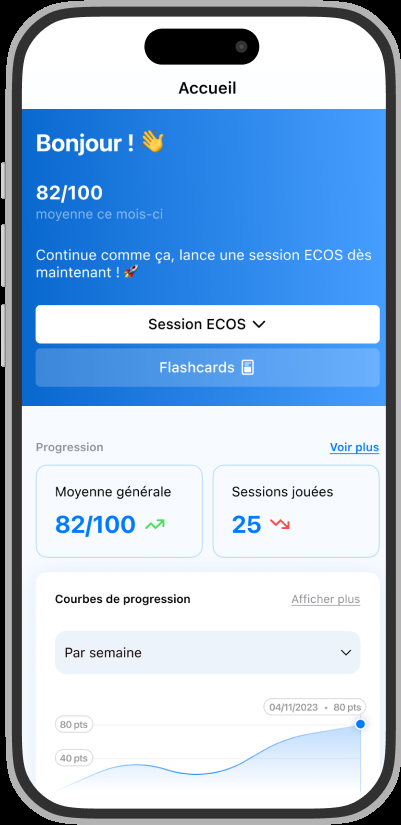 Accueil
Bonjour ! 👋
82/100
moyenne ce mois-ci
Continue comme ça, lance une session ECOS dès
maintenant ! 🚀
Session ECOS
Flashcards
Progression
Voir plus
Moyenne générale
Sessions jouées
82/100
25
Courbes de progression
Afficher plus
Par semaine
04/11/2023 • 80 pts
80 pts
40 pts